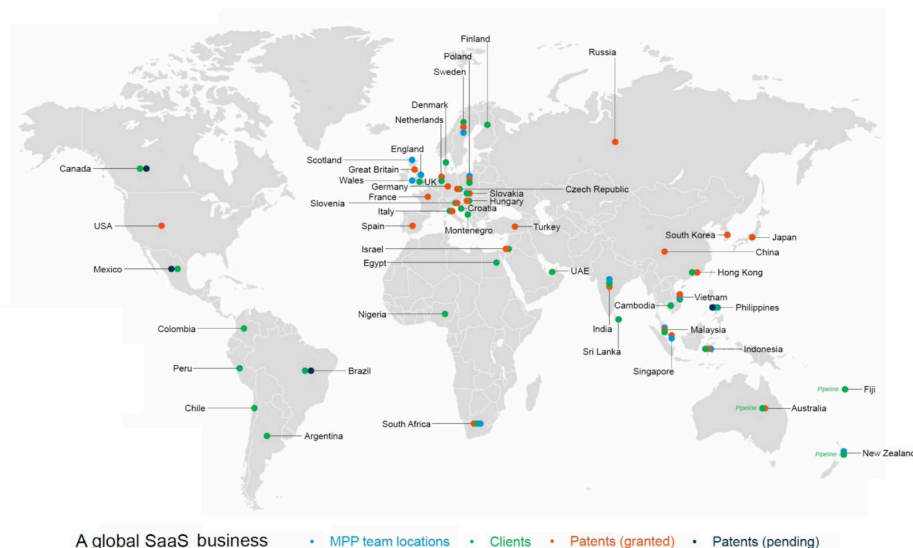 Finland
Russia
Poland
Sweden
Denmark
Netherlands
England
Scotland
Great Britain
Canada
Wales
UK
Germany
Czech Republic
Slovakia
France
Hungary
Slovenia
Croatia
Italy
USA
Spain
Montenegro
Turkey
South Korea
Japan
Israel
China
Egypt
Mexico
UAE
Hong Kong
Vietnam
Cambodia
Philippines
Nigeria
India
Colombia
Malaysia
Sri Lanka
Indonesia
Singapore
Peru
Brazil
Pipeline
Fiji
Chile
Pipeline
Australia
South Africa
Argentina
Pipeline
New Zealand
A global SaaS business • MPP team locations • Clients • Patents (granted) • Patents (pending)